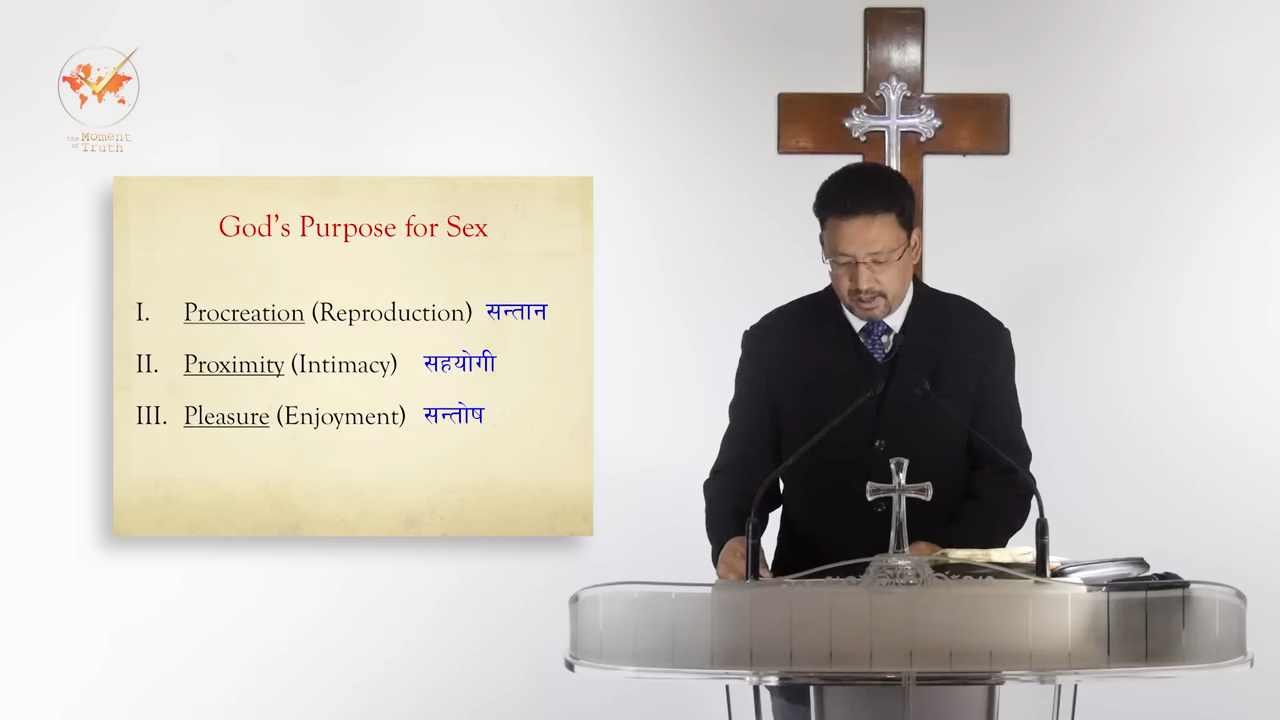 the Moment
of Truth
God's Purpose for Sex
I. Procreation (Reproduction) सन्तान
II. Proximity (Intimacy) सहयोगी
III. Pleasure (Enjoyment) सन्तोष